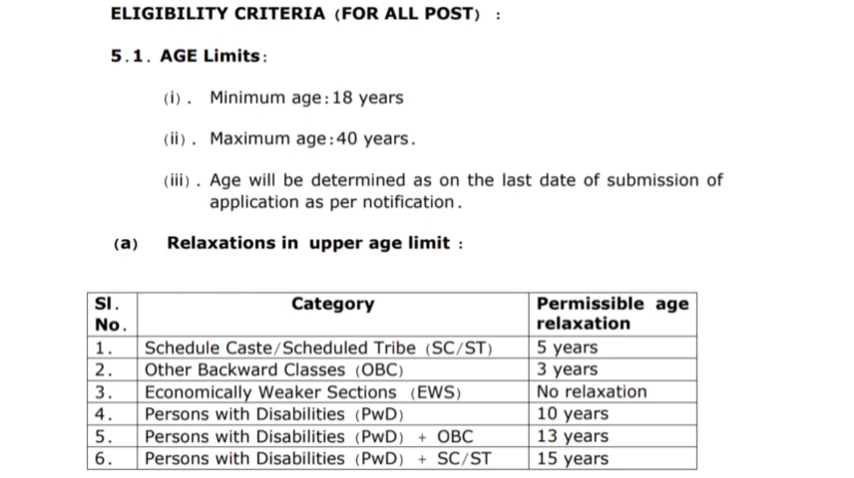 ELIGIBILITY CRITERIA (FOR ALL POST) :
5.1. AGE Limits:
(i). Minimum age:18 years
(ii). Maximum age:40 years.
(iii). Age will be determined as on the last date of submission of
application as per notification.
(a) Relaxations in upper age limit :
Sl. No. Category Permissible age relaxation
1. Schedule Caste/Scheduled Tribe (SC/ST) 5 years
2. Other Backward Classes (OBC) 3 years
3. Economically Weaker Sections (EWS) No relaxation
4. Persons with Disabilities (PwD) 10 years
5. Persons with Disabilities (PwD) + OBC 13 years
6. Persons with Disabilities (PwD) + SC/ST 15 years